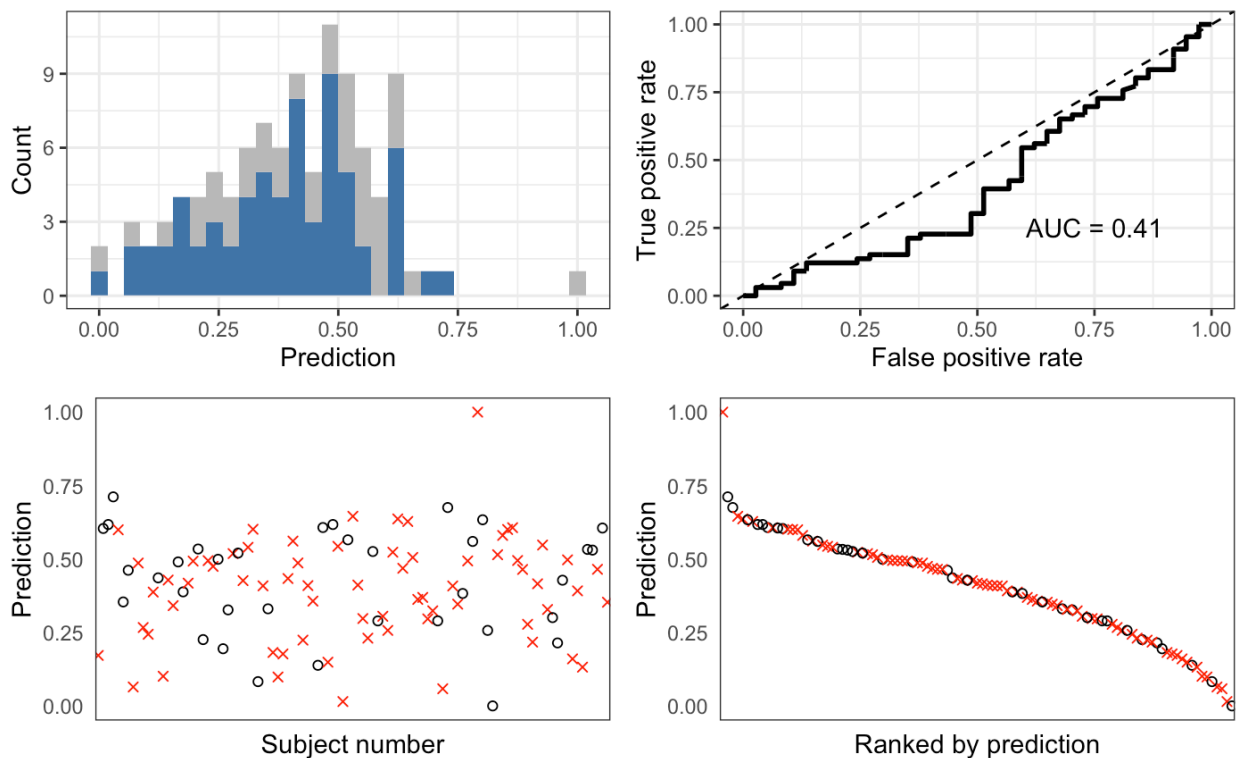 9
6
3
0
Count
0.00 0.25 0.50 0.75 1.00
Prediction
1.00
0.75
0.50
0.25
0.00
True positive rate
AUC = 0.41
0.00 0.25 0.50 0.75 1.00
False positive rate
1.00
0.75
0.50
0.25
0.00
Prediction
Subject number
1.00
0.75
0.50
0.25
0.00
Prediction
Ranked by prediction